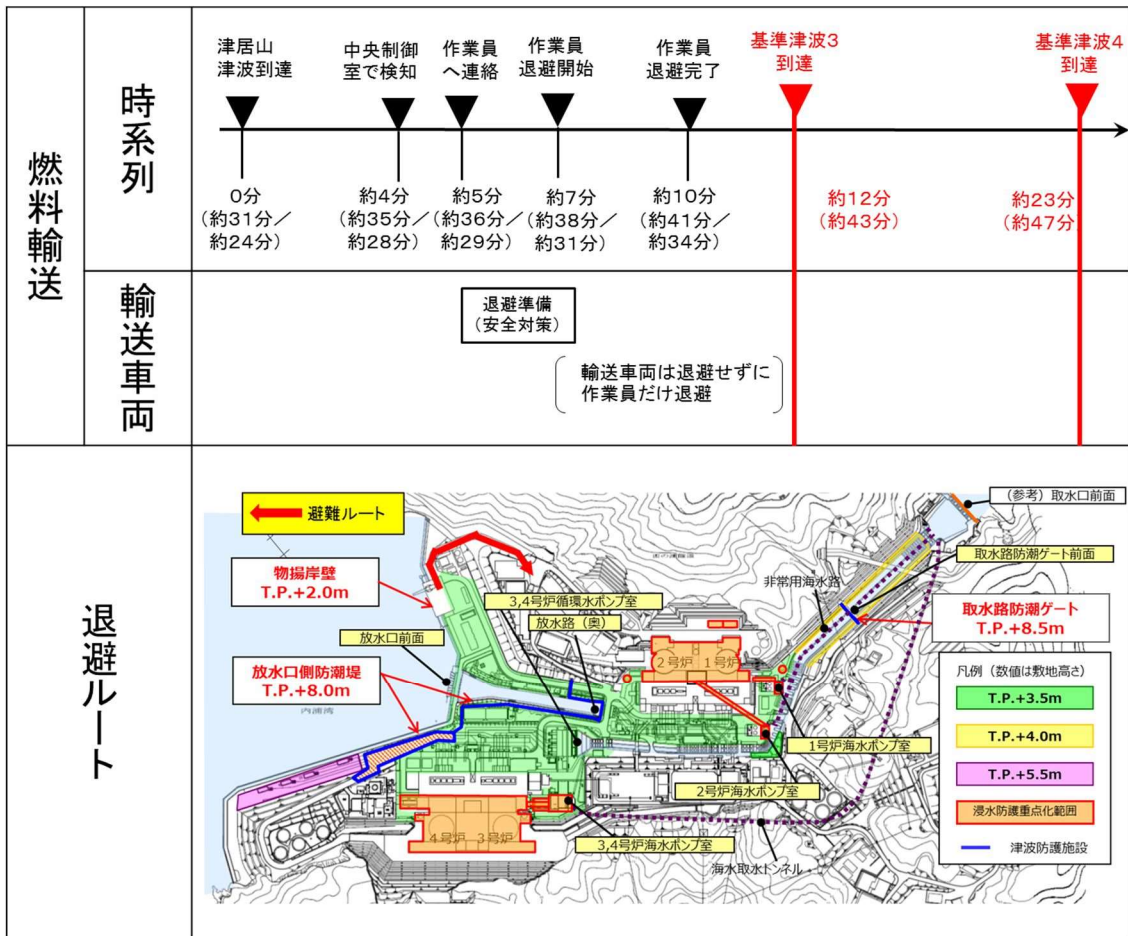 燃料輸送
時系列
津居山
津波到達
中央制御
室で検知
作業員
へ連絡
作業員
退避開始
作業員
退避完了
基準津波3
到達
基準津波4
到達
0分
(約31分/
約24分)
約4分
(約35分/
約28分)
約5分
(約36分/
約29分)
約7分
(約38分/
約31分)
約10分
(約41分/
約34分)
約12分
(約43分)
約23分
(約47分)
輸送車両
退避準備
(安全対策)
輸送車両は退避せずに
作業員だけ退避
退避ルート
避難ルート
(参考)取水口前面
物揚岸壁
T.P.+2.0m
3,4号炉循環水ポンプ室
放水路(奥)
非常用海水路
取水路防潮ゲート前面
取水路防潮ゲート
T.P.+8.5m
放水口前面
放水口側防潮堤
T.P.+8.0m
内浦湾
2号炉
1号炉
凡例(数値は敷地高さ)
T.P.+3.5m
T.P.+4.0m
T.P.+5.5m
浸水防護重点化範囲
津波防護施設
1号炉海水ポンプ室
2号炉海水ポンプ室
4号炉
3号炉
3,4号炉海水ポンプ室
海水取水トンネル